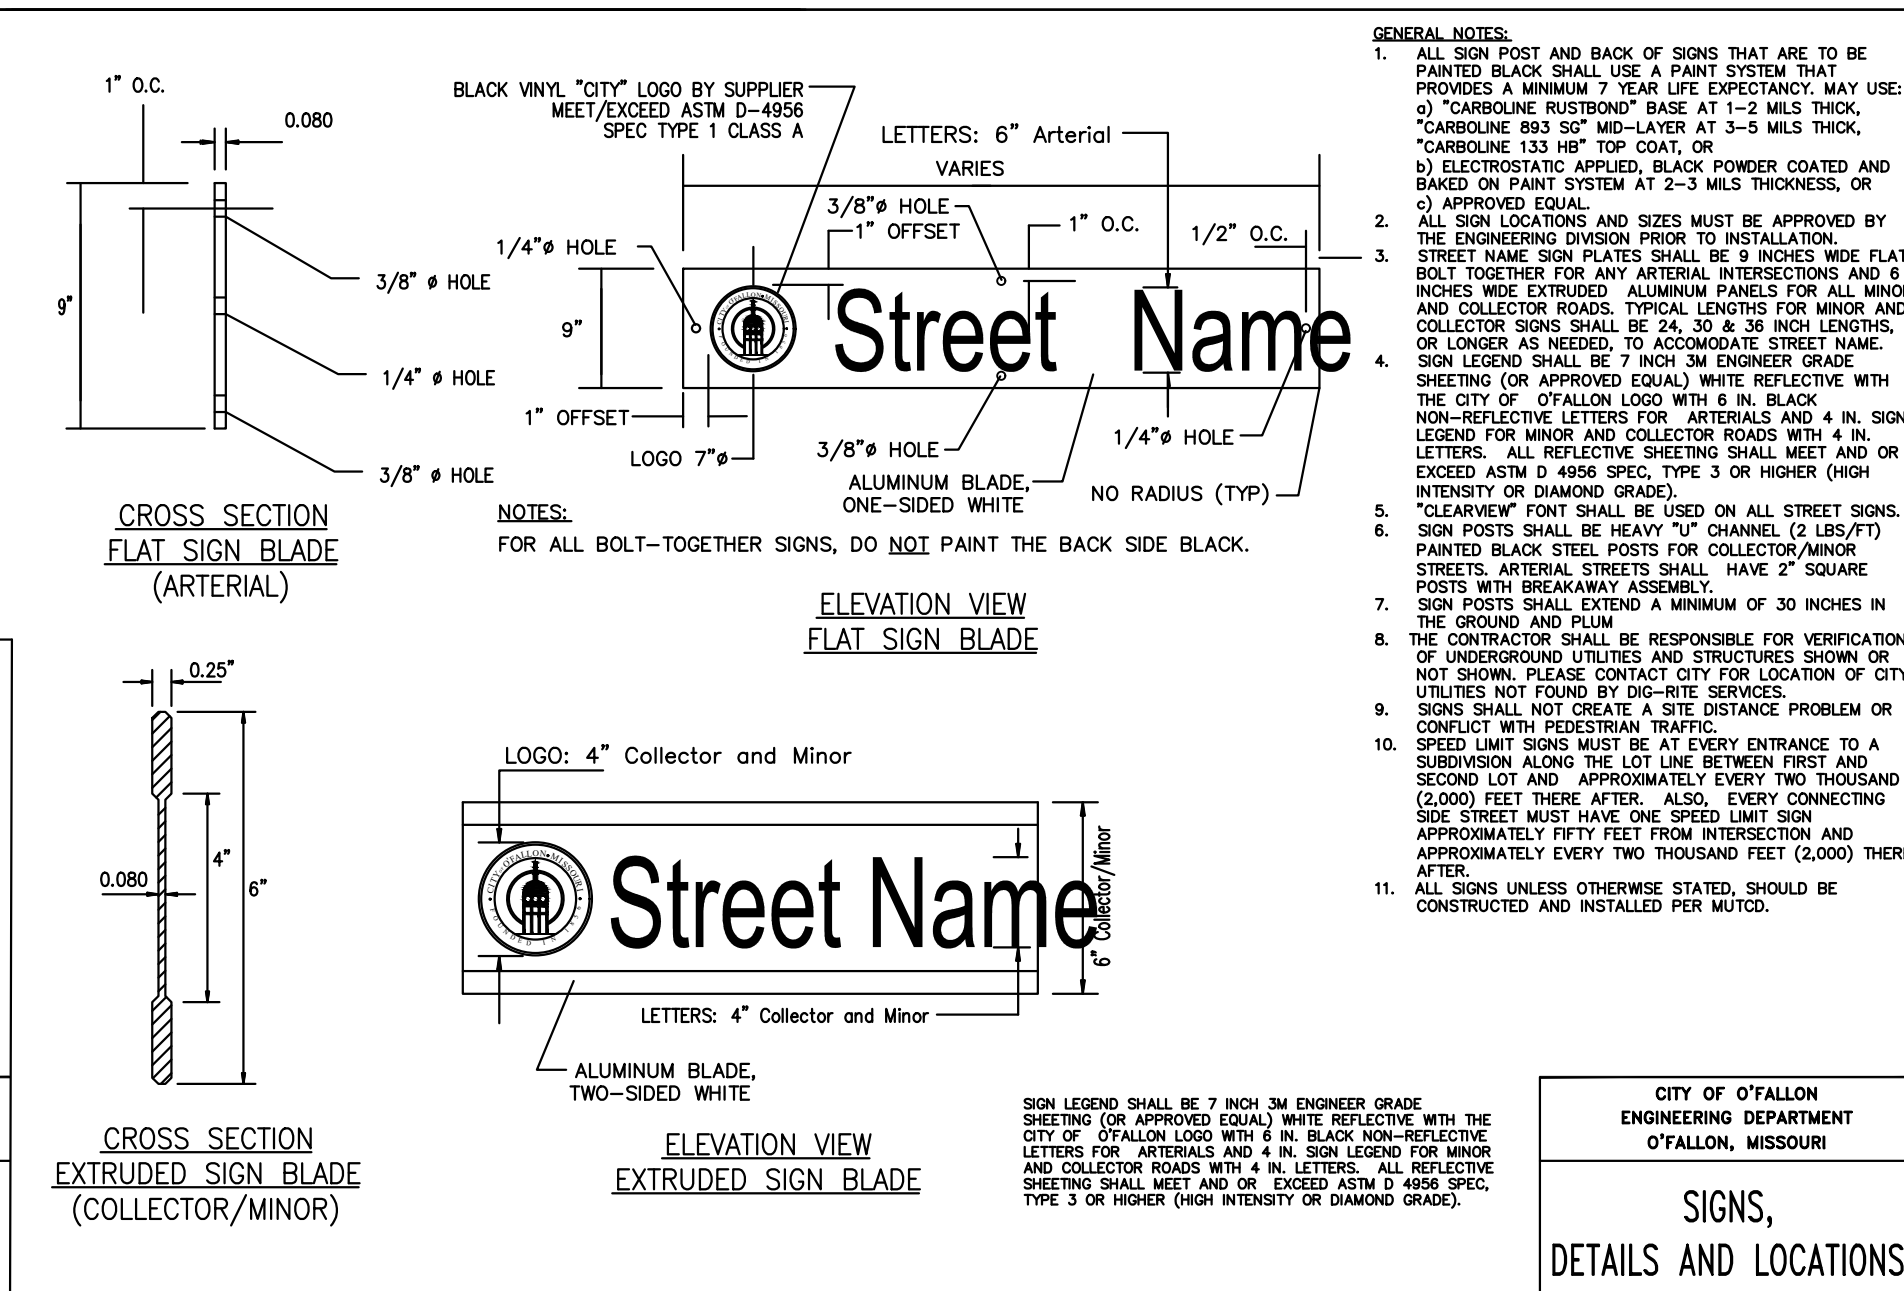 1" O.C.
0.080
9"
3/8" ø HOLE
1/4" ø HOLE
3/8" ø HOLE
CROSS SECTION
FLAT SIGN BLADE
(ARTERIAL)
BLACK VINYL "CITY" LOGO BY SUPPLIER
MEET/EXCEED ASTM D-4956
SPEC TYPE 1 CLASS A
LETTERS: 6" Arterial
VARIES
3/8"ø HOLE
1" OFFSET
1" O.C.
1/2" O.C.
1/4"ø HOLE
9"
CITY OF O'FALLON•MISSOURI
FOUNDED IN 1856
Street Name
1" OFFSET
LOGO 7"ø
3/8"ø HOLE
1/4"ø HOLE
ALUMINUM BLADE,
ONE-SIDED WHITE
NO RADIUS (TYP)
NOTES:
FOR ALL BOLT-TOGETHER SIGNS, DO NOT PAINT THE BACK SIDE BLACK.
ELEVATION VIEW
FLAT SIGN BLADE
0.25"
4"
0.080
6"
CROSS SECTION
EXTRUDED SIGN BLADE
(COLLECTOR/MINOR)
LOGO: 4" Collector and Minor
CITY OF O'FALLON•MISSOURI
FOUNDED IN 1856
Street Name
6" Collector/Minor
LETTERS: 4" Collector and Minor
ALUMINUM BLADE,
TWO-SIDED WHITE
ELEVATION VIEW
EXTRUDED SIGN BLADE
SIGN LEGEND SHALL BE 7 INCH 3M ENGINEER GRADE
SHEETING (OR APPROVED EQUAL) WHITE REFLECTIVE WITH THE
CITY OF O'FALLON LOGO WITH 6 IN. BLACK NON-REFLECTIVE
LETTERS FOR ARTERIALS AND 4 IN. SIGN LEGEND FOR MINOR
AND COLLECTOR ROADS WITH 4 IN. LETTERS. ALL REFLECTIVE
SHEETING SHALL MEET AND OR EXCEED ASTM D 4956 SPEC,
TYPE 3 OR HIGHER (HIGH INTENSITY OR DIAMOND GRADE).
GENERAL NOTES:
1. ALL SIGN POST AND BACK OF SIGNS THAT ARE TO BE
PAINTED BLACK SHALL USE A PAINT SYSTEM THAT
PROVIDES A MINIMUM 7 YEAR LIFE EXPECTANCY. MAY USE:
a) "CARBOLINE RUSTBOND" BASE AT 1-2 MILS THICK,
"CARBOLINE 893 SG" MID-LAYER AT 3-5 MILS THICK,
"CARBOLINE 133 HB" TOP COAT, OR
b) ELECTROSTATIC APPLIED, BLACK POWDER COATED AND
BAKED ON PAINT SYSTEM AT 2-3 MILS THICKNESS, OR
c) APPROVED EQUAL.
2. ALL SIGN LOCATIONS AND SIZES MUST BE APPROVED BY
THE ENGINEERING DIVISION PRIOR TO INSTALLATION.
3. STREET NAME SIGN PLATES SHALL BE 9 INCHES WIDE FLAT
BOLT TOGETHER FOR ANY ARTERIAL INTERSECTIONS AND 6
INCHES WIDE EXTRUDED ALUMINUM PANELS FOR ALL MINOR
AND COLLECTOR ROADS. TYPICAL LENGTHS FOR MINOR AND
COLLECTOR SIGNS SHALL BE 24, 30 & 36 INCH LENGTHS,
OR LONGER AS NEEDED, TO ACCOMODATE STREET NAME.
4. SIGN LEGEND SHALL BE 7 INCH 3M ENGINEER GRADE
SHEETING (OR APPROVED EQUAL) WHITE REFLECTIVE WITH
THE CITY OF O'FALLON LOGO WITH 6 IN. BLACK
NON-REFLECTIVE LETTERS FOR ARTERIALS AND 4 IN. SIGN
LEGEND FOR MINOR AND COLLECTOR ROADS WITH 4 IN.
LETTERS. ALL REFLECTIVE SHEETING SHALL MEET AND OR
EXCEED ASTM D 4956 SPEC, TYPE 3 OR HIGHER (HIGH
INTENSITY OR DIAMOND GRADE).
5. "CLEARVIEW" FONT SHALL BE USED ON ALL STREET SIGNS.
6. SIGN POSTS SHALL BE HEAVY "U" CHANNEL (2 LBS/FT)
PAINTED BLACK STEEL POSTS FOR COLLECTOR/MINOR
STREETS. ARTERIAL STREETS SHALL HAVE 2" SQUARE
POSTS WITH BREAKAWAY ASSEMBLY.
7. SIGN POSTS SHALL EXTEND A MINIMUM OF 30 INCHES IN
THE GROUND AND PLUM
8. THE CONTRACTOR SHALL BE RESPONSIBLE FOR VERIFICATION
OF UNDERGROUND UTILITIES AND STRUCTURES SHOWN OR
NOT SHOWN. PLEASE CONTACT CITY FOR LOCATION OF CITY
UTILITIES NOT FOUND BY DIG-RITE SERVICES.
9. SIGNS SHALL NOT CREATE A SITE DISTANCE PROBLEM OR
CONFLICT WITH PEDESTRIAN TRAFFIC.
10. SPEED LIMIT SIGNS MUST BE AT EVERY ENTRANCE TO A
SUBDIVISION ALONG THE LOT LINE BETWEEN FIRST AND
SECOND LOT AND APPROXIMATELY EVERY TWO THOUSAND
(2,000) FEET THERE AFTER. ALSO, EVERY CONNECTING
SIDE STREET MUST HAVE ONE SPEED LIMIT SIGN
APPROXIMATELY FIFTY FEET FROM INTERSECTION AND
APPROXIMATELY EVERY TWO THOUSAND FEET (2,000) THERE
AFTER.
11. ALL SIGNS UNLESS OTHERWISE STATED, SHOULD BE
CONSTRUCTED AND INSTALLED PER MUTCD.
CITY OF O'FALLON
ENGINEERING DEPARTMENT
O'FALLON, MISSOURI
SIGNS,
DETAILS AND LOCATIONS